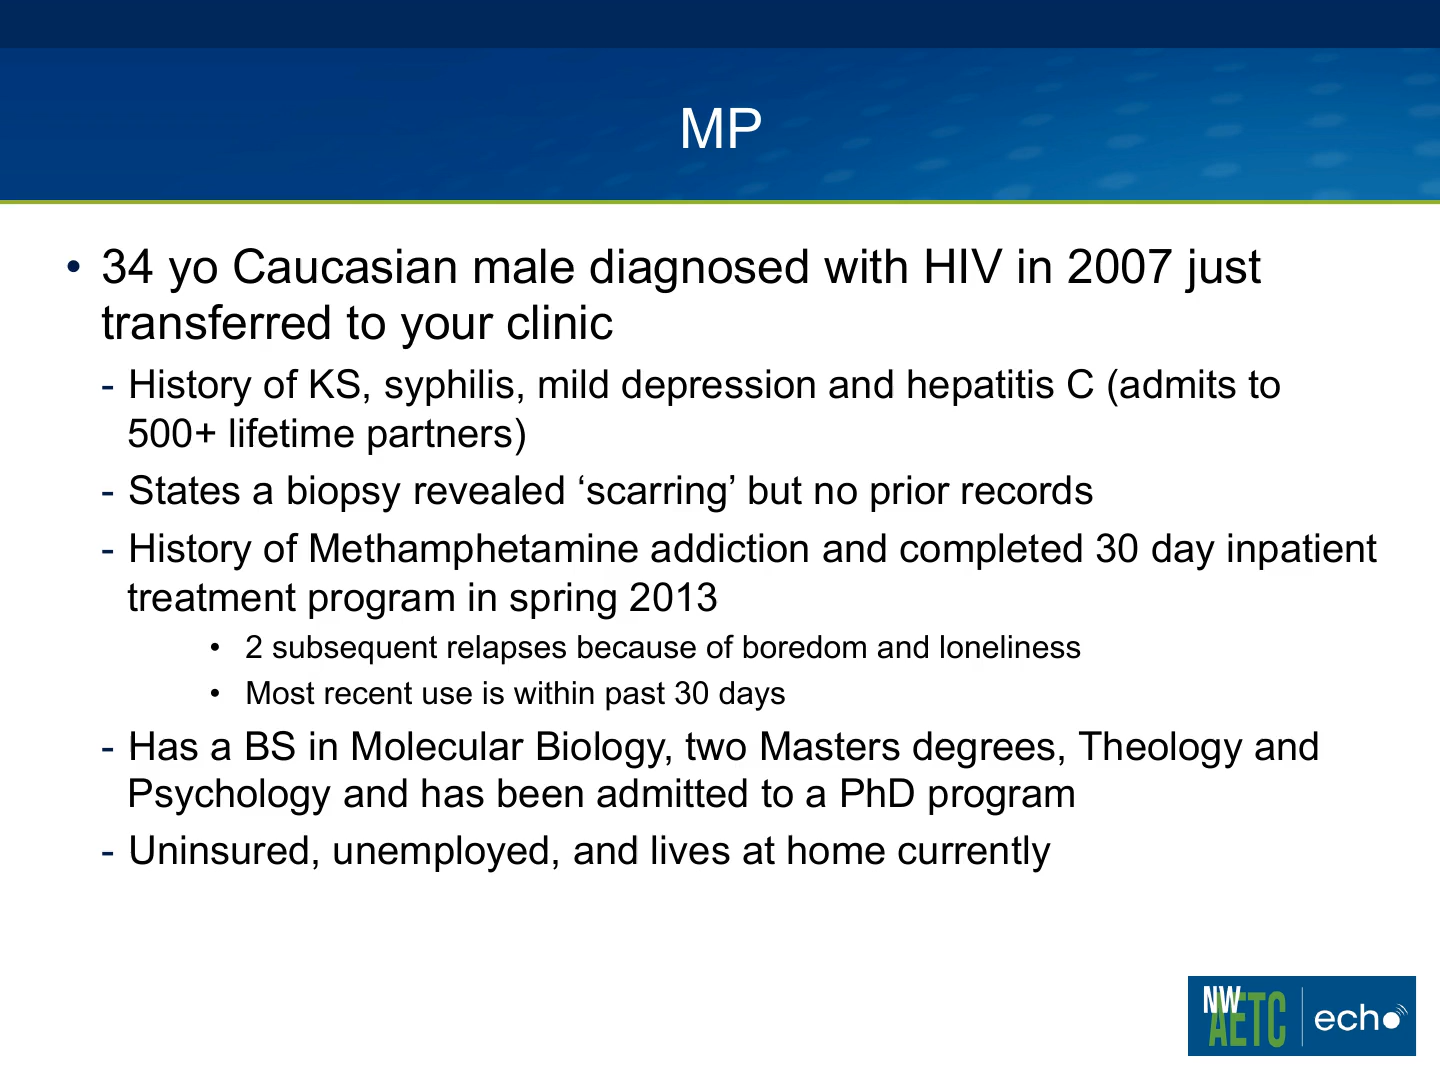 MP
• 34 yo Caucasian male diagnosed with HIV in 2007 just
transferred to your clinic
- History of KS, syphilis, mild depression and hepatitis C (admits to
500+ lifetime partners)
- States a biopsy revealed ‘scarring’ but no prior records
- History of Methamphetamine addiction and completed 30 day inpatient
treatment program in spring 2013
• 2 subsequent relapses because of boredom and loneliness
• Most recent use is within past 30 days
- Has a BS in Molecular Biology, two Masters degrees, Theology and
Psychology and has been admitted to a PhD program
- Uninsured, unemployed, and lives at home currently
NW
AETC
echo